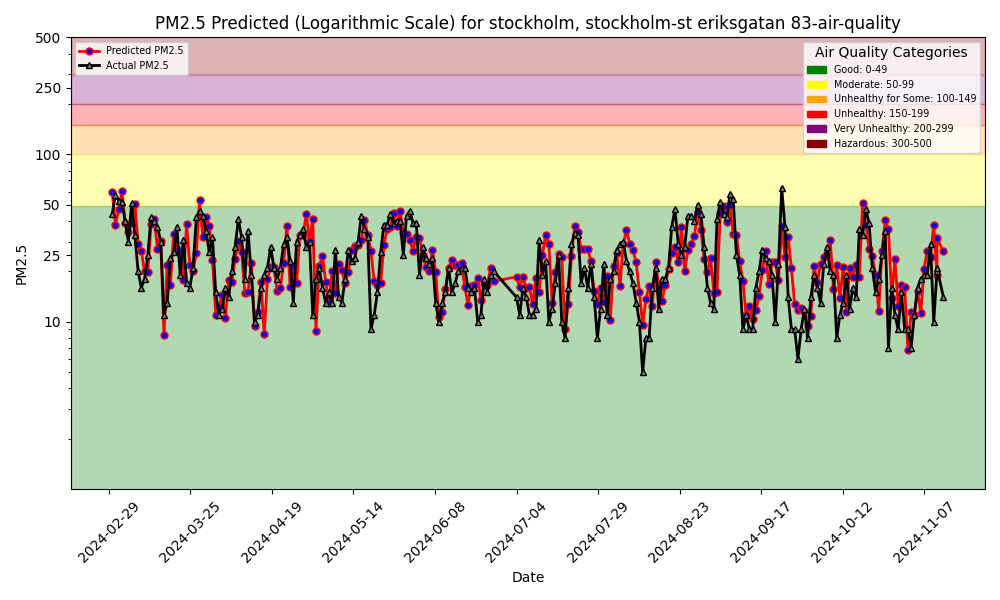 PM2.5 Predicted (Logarithmic Scale) for stockholm, stockholm-st eriksgatan 83-air-quality
Predicted PM2.5
Actual PM2.5
Air Quality Categories
Good: 0-49
Moderate: 50-99
Unhealthy for Some: 100-149
Unhealthy: 150-199
Very Unhealthy: 200-299
Hazardous: 300-500
PM2.5
500
250
100
50
25
10
2024-02-29
2024-03-25
2024-04-19
2024-05-14
2024-06-08
2024-07-04
2024-07-29
2024-08-23
2024-09-17
2024-10-12
2024-11-07
Date